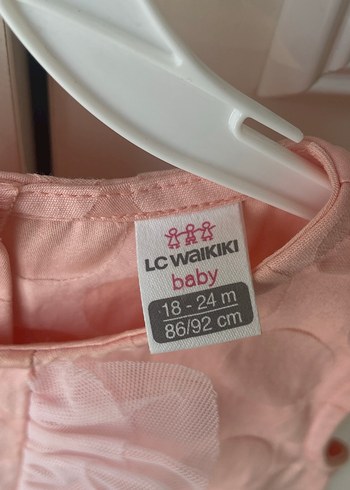 LC WAIKIKI
baby
18 - 24 m
86/92 cm